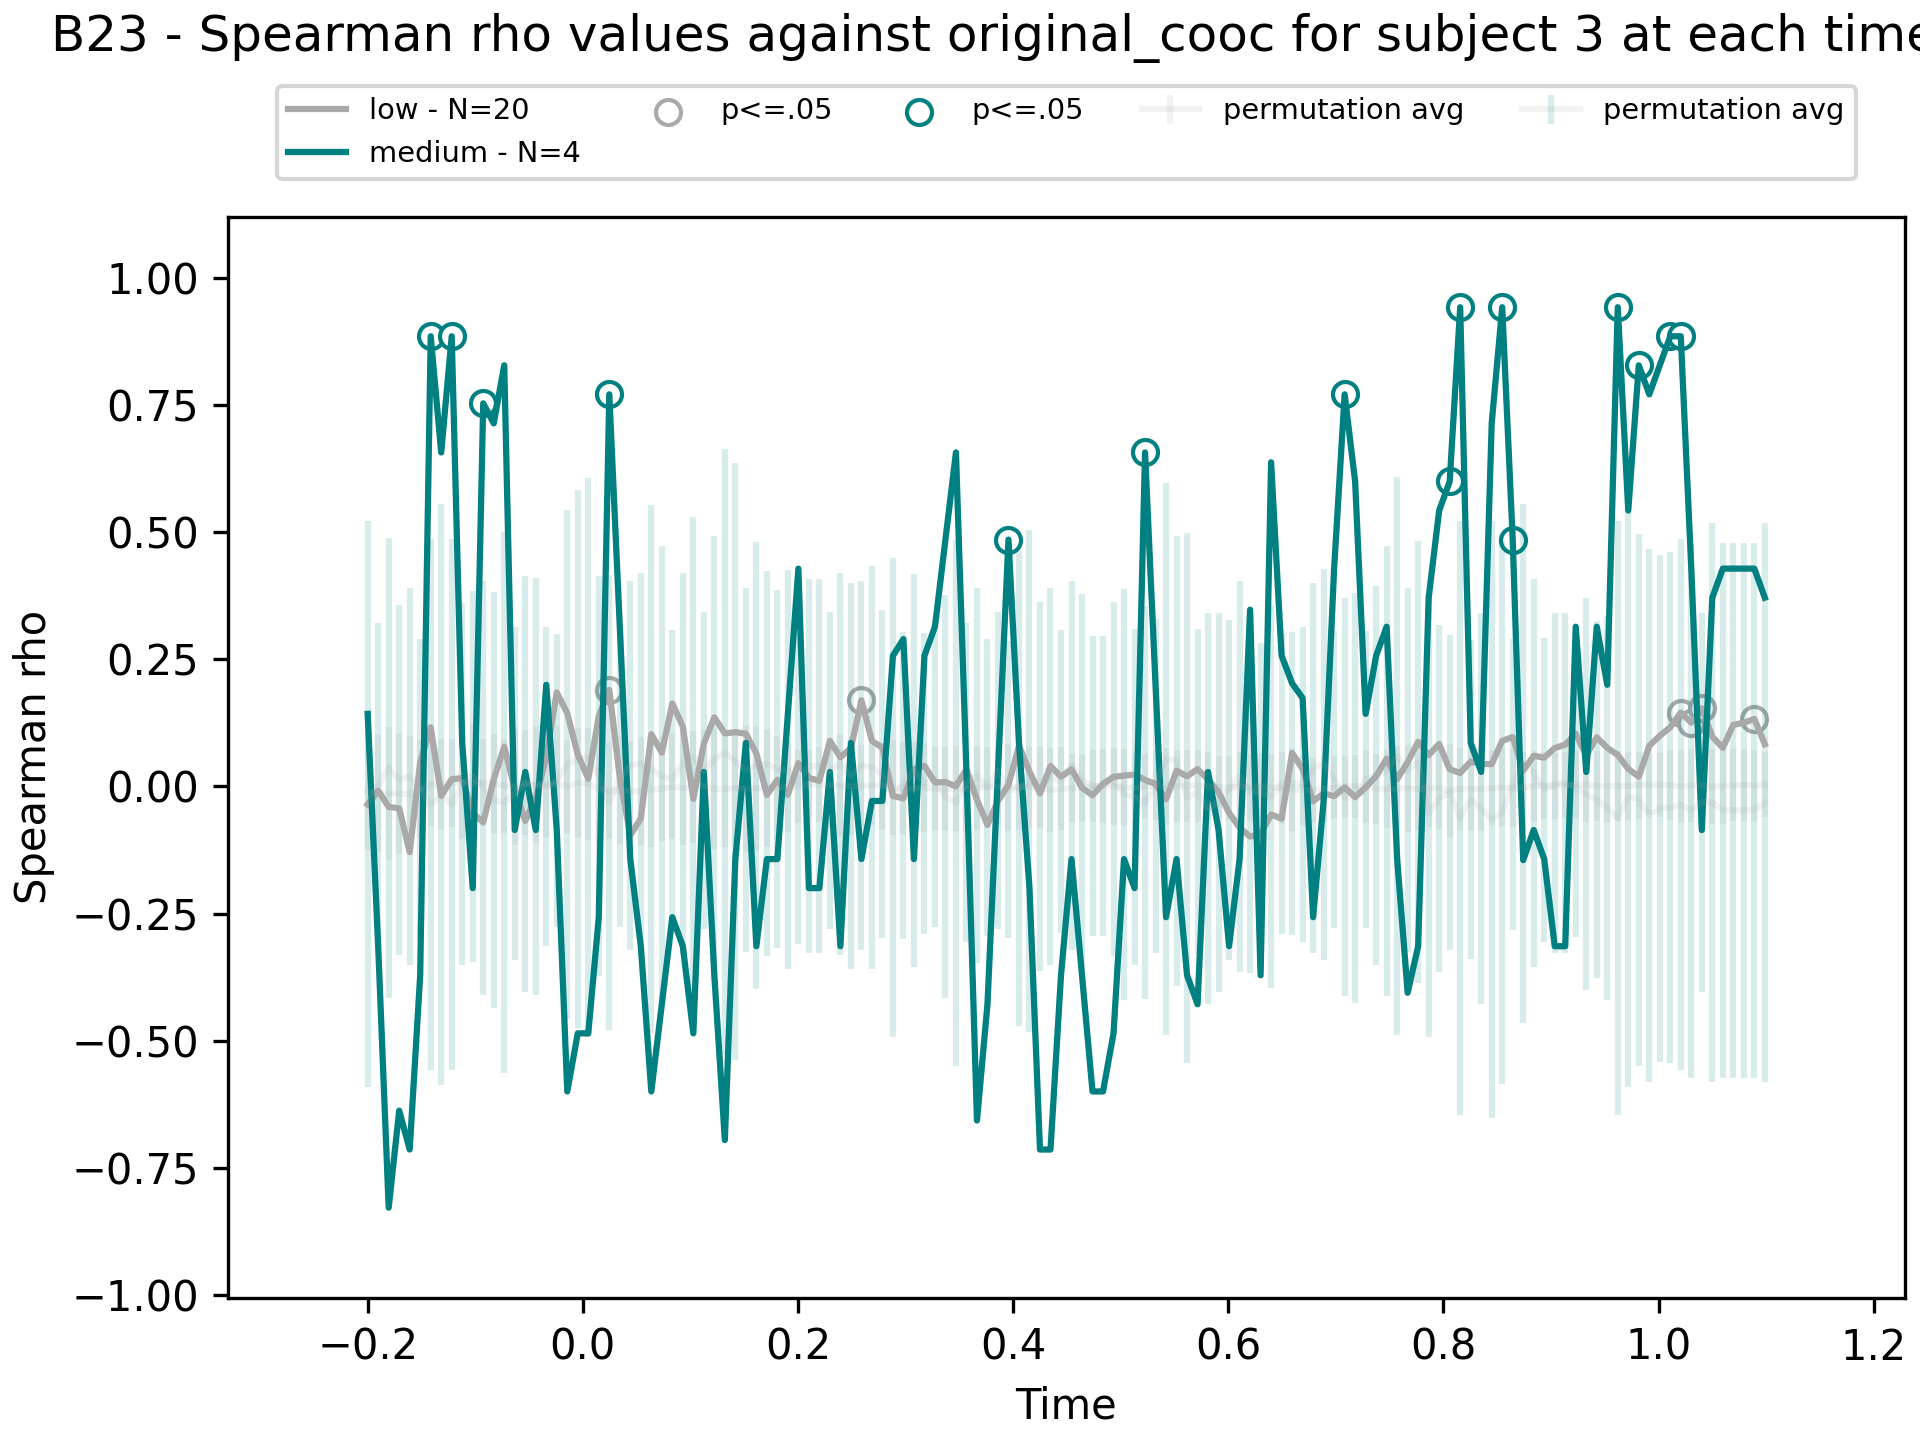 B23 - Spearman rho values against original_cooc for subject 3 at each time
low - N=20
medium - N=4
p<=.05
p<=.05
permutation avg
permutation avg
Spearman rho
1.00
0.75
0.50
0.25
0.00
−0.25
−0.50
−0.75
−1.00
−0.2
0.0
0.2
0.4
0.6
0.8
1.0
1.2
Time